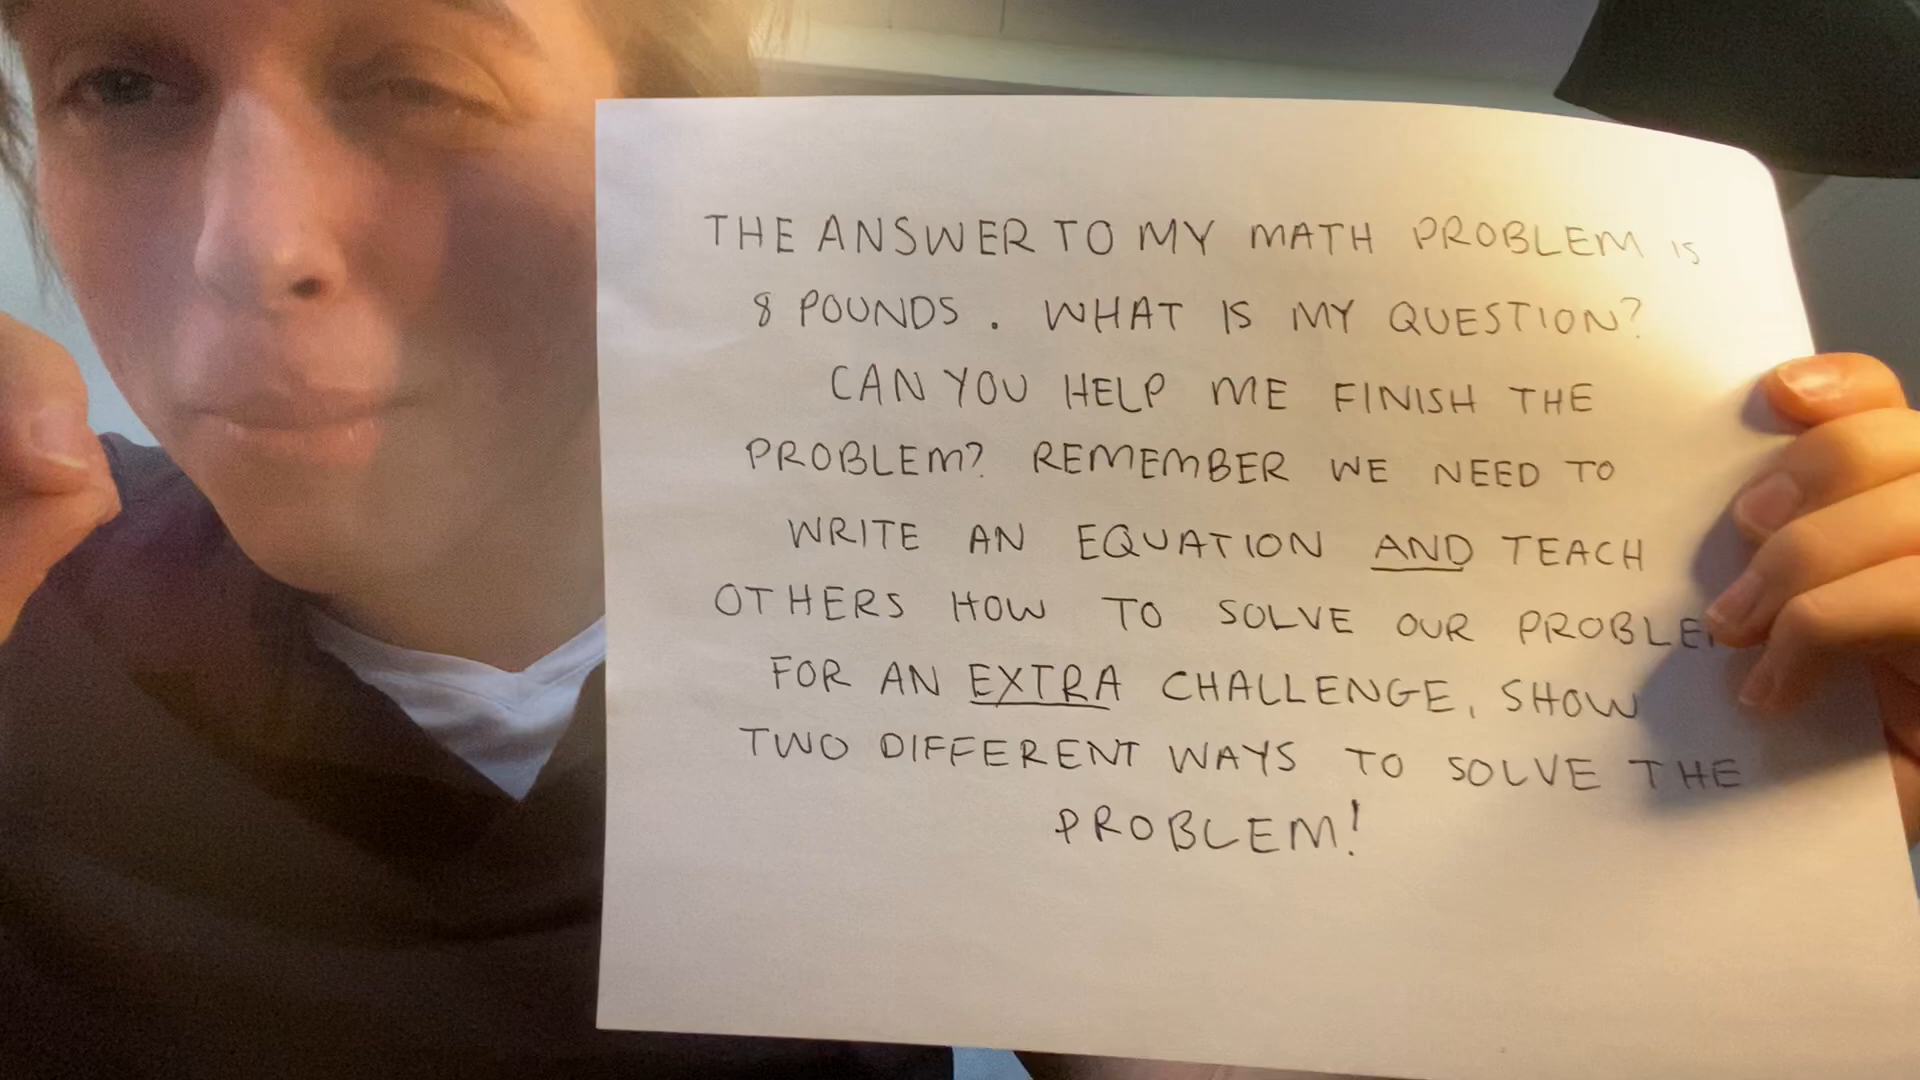 THE ANSWER TO MY MATH PROBLEM IS
8 POUNDS. WHAT IS MY QUESTION?
CAN YOU HELP ME FINISH THE
PROBLEM? REMEMBER WE NEED TO
WRITE AN EQUATION AND TEACH
OTHERS HOW TO SOLVE OUR
FOR AN EXTRA CHALLENGE, SHOW
TWO DIFFERENT WAYS TO SOLVE THE
PROBLEM!